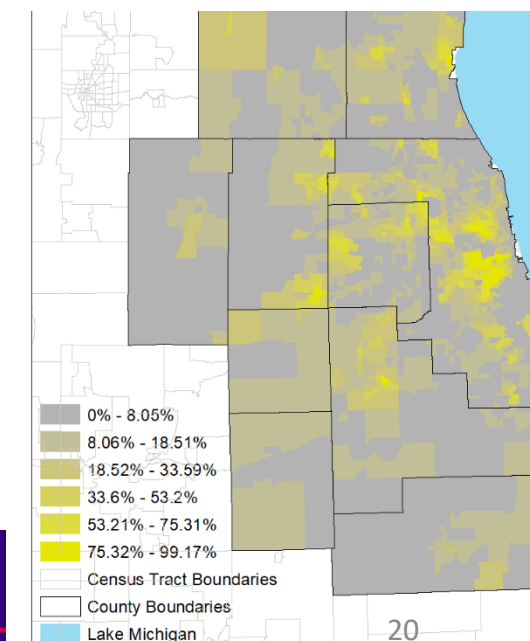 0% - 8.05%
8.06% - 18.51%
18.52% - 33.59%
33.6% - 53.2%
53.21% - 75.31%
75.32% - 99.17%
Census Tract Boundaries
County Boundaries
Lake Michigan
20